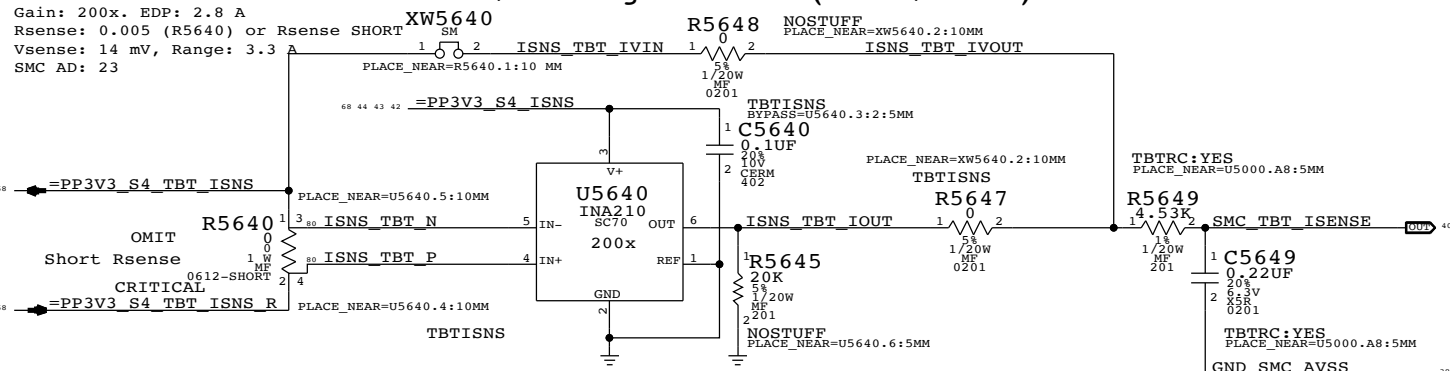 Gain: 200x. EDP: 2.8 A
Rsense: 0.005 (R5640) or Rsense SHORT
Vsense: 14 mV, Range: 3.3 A
SMC AD: 23
XW5640
SM
1 2
ISNS_TBT_IVIN
PLACE_NEAR=R5640.1:10 MM
R5648
1 0 2
5%
1/20W
MF
0201
NOSTUFF
PLACE_NEAR=XW5640.2:10MM
ISNS_TBT_IVOUT
68 44 43 42 =PP3V3_S4_ISNS
TBTISNS
BYPASS=U5640.3:2:5MM
1 C5640
0.1UF
20%
10V
2 CERM
402
=PP3V3_S4_TBT_ISNS
PLACE_NEAR=U5640.5:10MM
R5640 1 3
80 ISNS_TBT_N
OMIT
Short Rsense
0
0
1 W
MF
0612-SHORT
2 4
80 ISNS_TBT_P
CRITICAL
=PP3V3_S4_TBT_ISNS_R
PLACE_NEAR=U5640.4:10MM
3
V+
U5640
INA210
SC70
200x
5 IN-
4 IN+
OUT 6
REF 1
GND
2
TBTISNS
ISNS_TBT_IOUT
1 R5645
20K
5%
1/20W
MF
2 201
NOSTUFF
PLACE_NEAR=U5640.6:5MM
PLACE_NEAR=XW5640.2:10MM
TBTISNS
R5647
1 0 2
5%
1/20W
MF
0201
TBTRC:YES
PLACE_NEAR=U5000.A8:5MM
R5649
4.53K
1 2
1%
1/20W
MF
201
SMC_TBT_ISENSE
OUT
1 C5649
0.22UF
20%
6.3V
2 X5R
0201
TBTRC:YES
PLACE_NEAR=U5000.A8:5MM
GND_SMC_AVSS